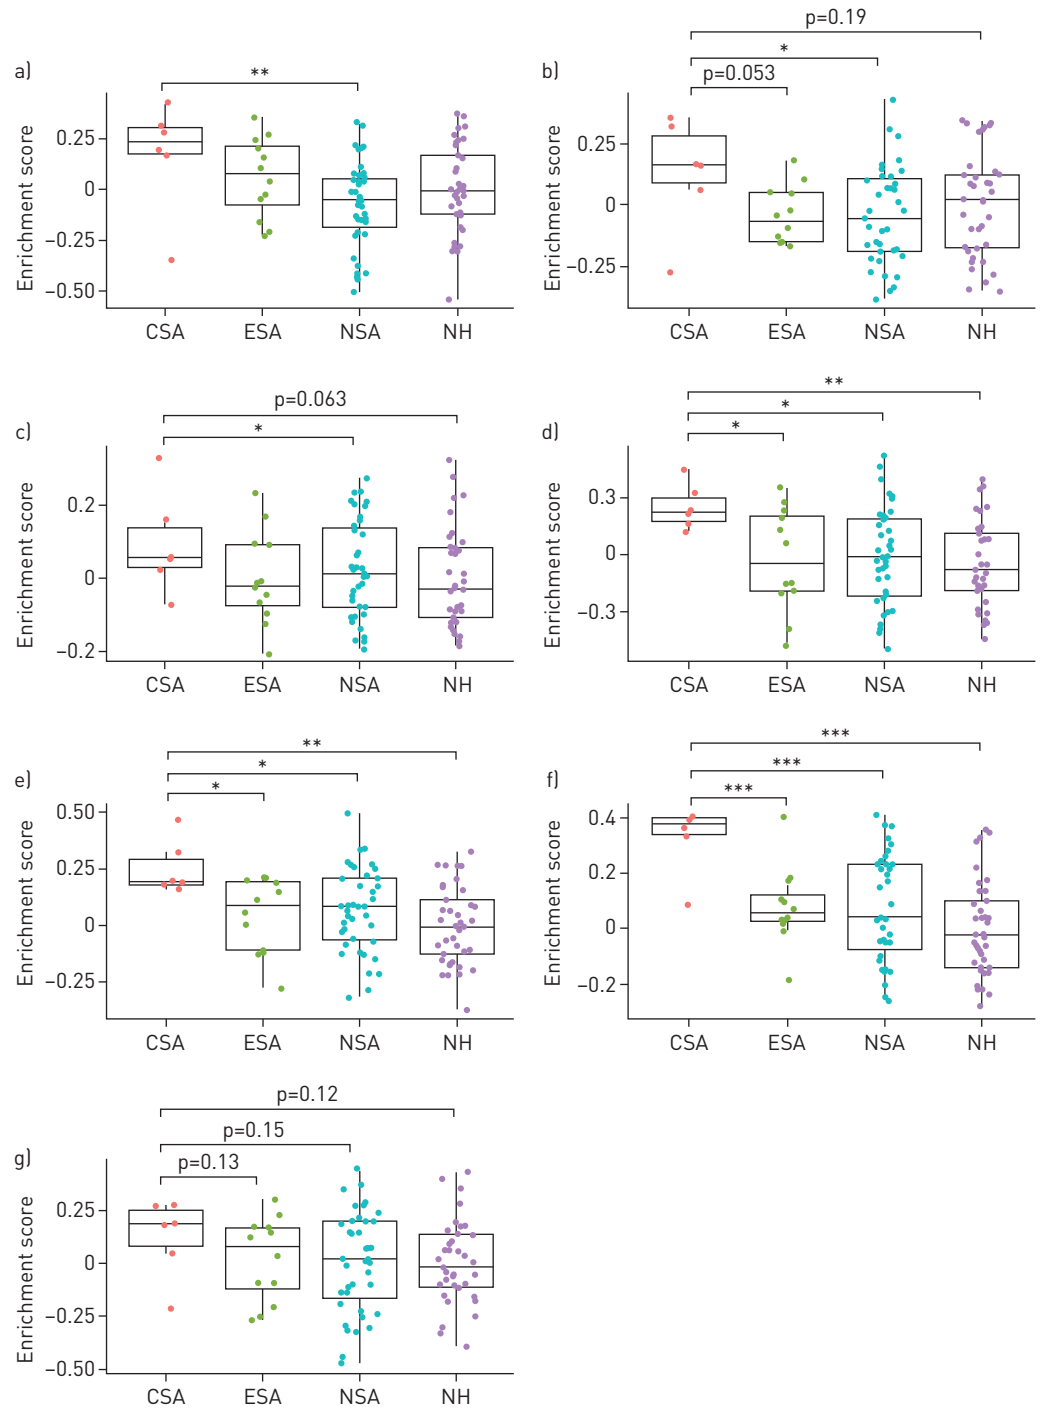 a)
**
Enrichment score
0.25
0
−0.25
−0.50
CSA ESA NSA NH
b)
p=0.19
*
p=0.053
Enrichment score
0.25
0
−0.25
CSA ESA NSA NH
c)
p=0.063
*
Enrichment score
0.2
0
−0.2
CSA ESA NSA NH
d)
**
*
*
Enrichment score
0.3
0
−0.3
CSA ESA NSA NH
e)
**
*
*
Enrichment score
0.50
0.25
0
−0.25
CSA ESA NSA NH
f)
***
***
***
Enrichment score
0.4
0.2
0
−0.2
CSA ESA NSA NH
g)
p=0.12
p=0.15
p=0.13
Enrichment score
0.25
0
−0.25
−0.50
CSA ESA NSA NH